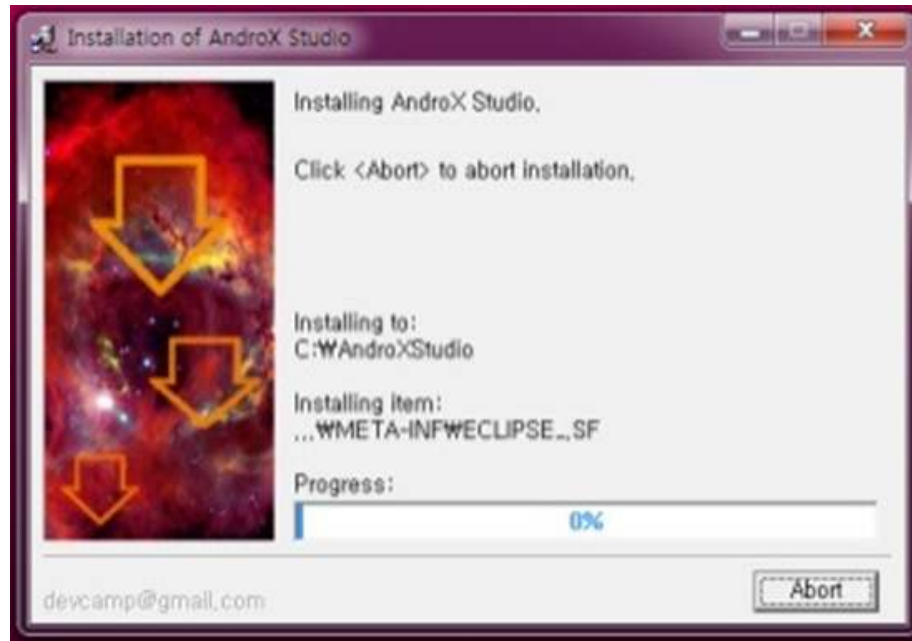 Installation of AndroX Studio
Installing AndroX Studio.
Click <Abort> to abort installation.
Installing to:
C:₩AndroXStudio
Installing item:
...₩META-INF₩ECLIPSE_.SF
Progress:
0%
devcamp@gmail.com
Abort